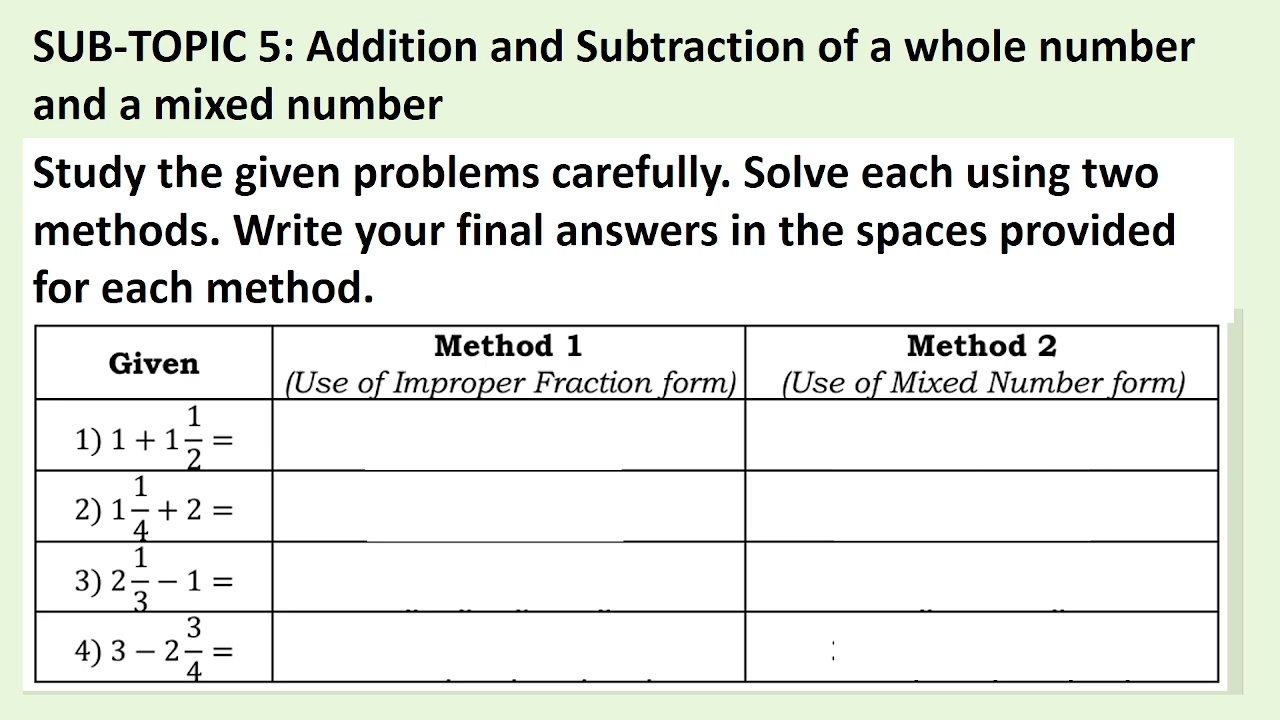 SUB-TOPIC 5: Addition and Subtraction of a whole number
and a mixed number
Study the given problems carefully. Solve each using two
methods. Write your final answers in the spaces provided
for each method.
Given
Method 1
(Use of Improper Fraction form)
Method 2
(Use of Mixed Number form)
1) 1 + 1 1/2 =
2) 1 1/4 + 2 =
3) 2 1/3 − 1 =
4) 3 − 2 3/4 =